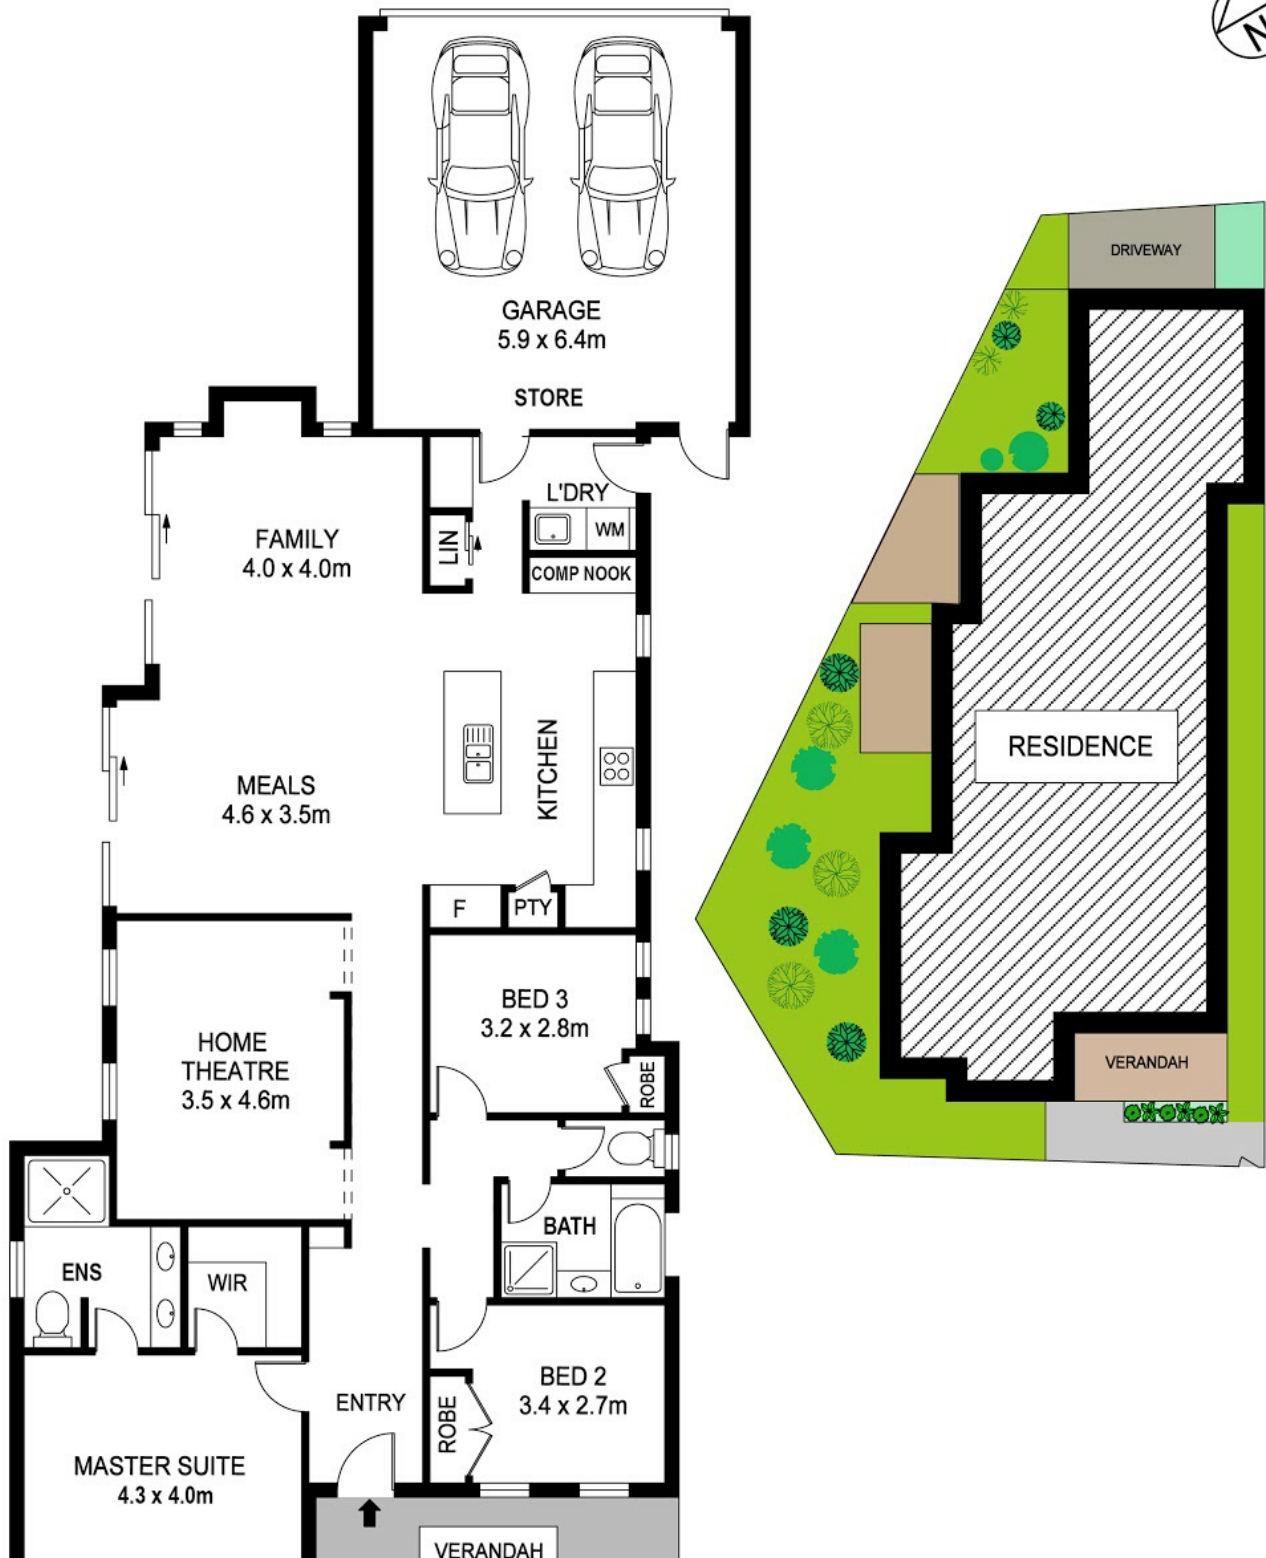 N
GARAGE
5.9 x 6.4m
STORE
L'DRY
WM
LIN
COMP NOOK
FAMILY
4.0 x 4.0m
MEALS
4.6 x 3.5m
KITCHEN
F
PTY
BED 3
3.2 x 2.8m
ROBE
HOME
THEATRE
3.5 x 4.6m
BATH
ENS
WIR
BED 2
3.4 x 2.7m
ROBE
ENTRY
MASTER SUITE
4.3 x 4.0m
VERANDAH
DRIVEWAY
RESIDENCE
VERANDAH